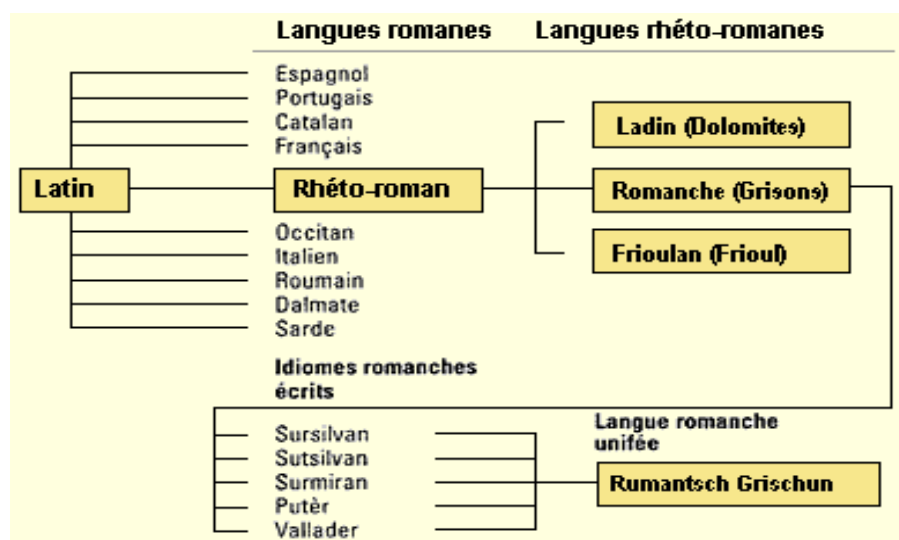 Langues romanes
Langues rhéto-romanes
Espagnol
Portugais
Catalan
Français
Ladin (Dolomites)
Latin
Rhéto-roman
Romanche (Grisons)
Occitan
Italien
Roumain
Dalmate
Sarde
Frioulan (Frioul)
Idiomes romanches
écrits
Sursilvan
Sutsilvan
Surmiran
Putèr
Vallader
Langue romanche
unifée
Rumantsch Grischun